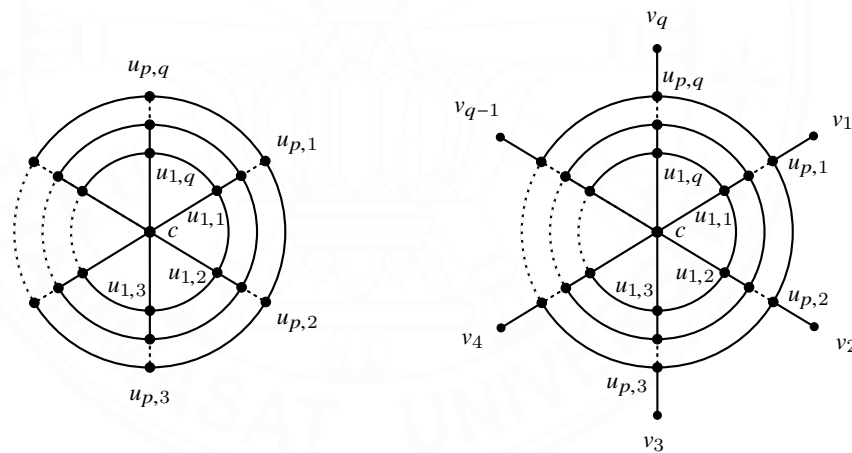 v_q
u_{p,q}
u_{p,q}
v_{q−1}
v_1
u_{p,1}
u_{p,1}
u_{1,q}
u_{1,q}
u_{1,1}
u_{1,1}
c
c
u_{1,2}
u_{1,2}
u_{1,3}
u_{1,3}
u_{p,2}
u_{p,2}
v_4
v_2
u_{p,3}
u_{p,3}
v_3